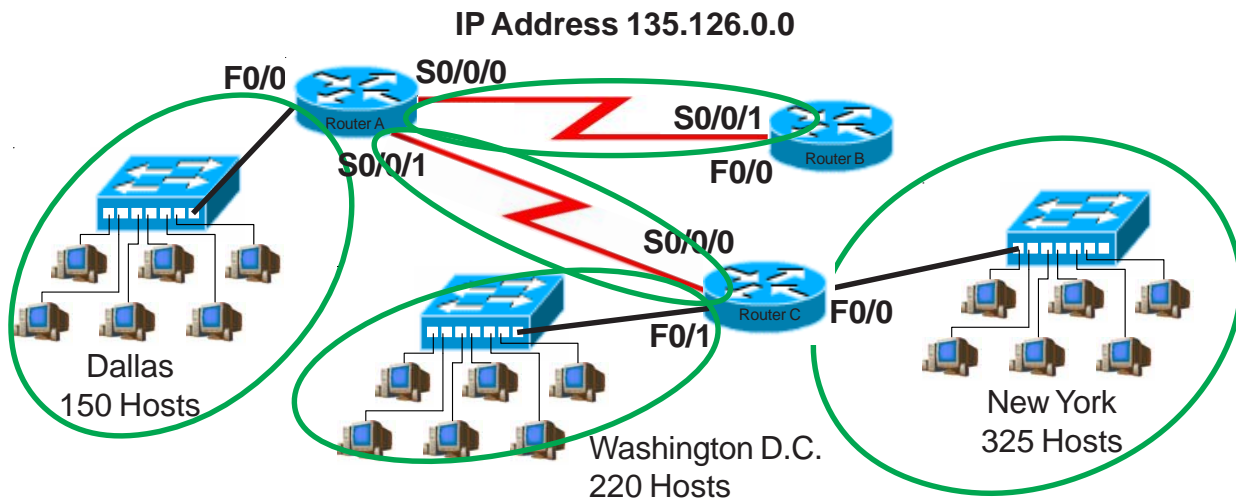 IP Address 135.126.0.0
F0/0
S0/0/0
Router A
S0/0/1
S0/0/1
Router B
F0/0
S0/0/0
Router C
F0/1
F0/0
Dallas
150 Hosts
Washington D.C.
220 Hosts
New York
325 Hosts